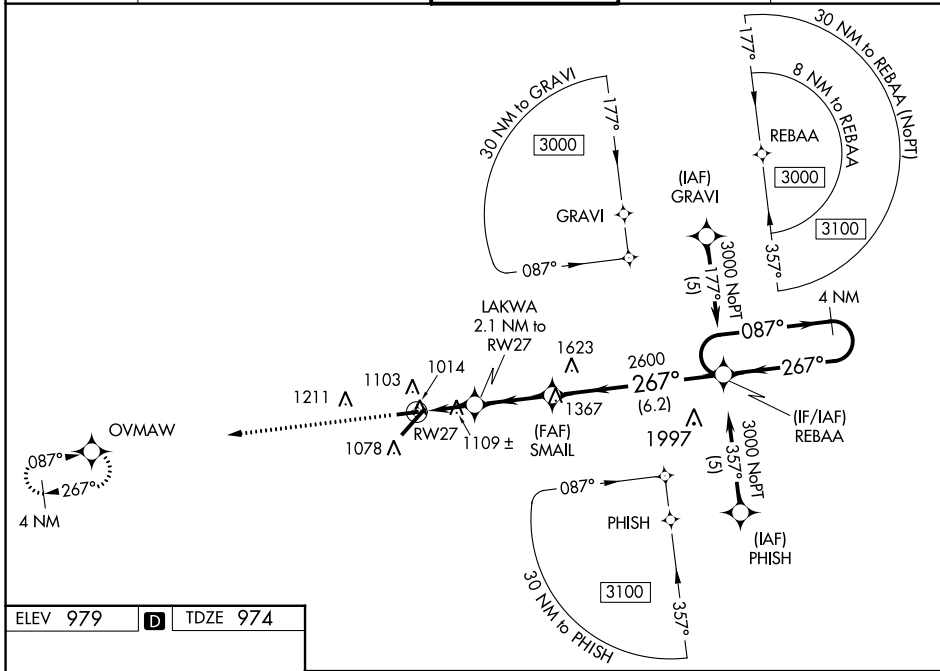 30 NM to GRAVI
177°
3000
GRAVI
087°
177°
30 NM to REBAA (NoPT)
8 NM to REBAA
REBAA
3000
3100
357°
(IAF)
GRAVI
3000 NoPT
177°
(5)
4 NM
087°
267°
LAKWA
2.1 NM to
RW27
1623
2600
267°
(6.2)
1367
1014
1103
1211
RW27
1078
1109 ±
(FAF)
SMAIL
1997
(IF/IAF)
REBAA
3000 NoPT
357°
(5)
(IAF)
PHISH
OVMAW
087°
267°
4 NM
087°
PHISH
3100
357°
30 NM to PHISH
ELEV 979
D
TDZE 974